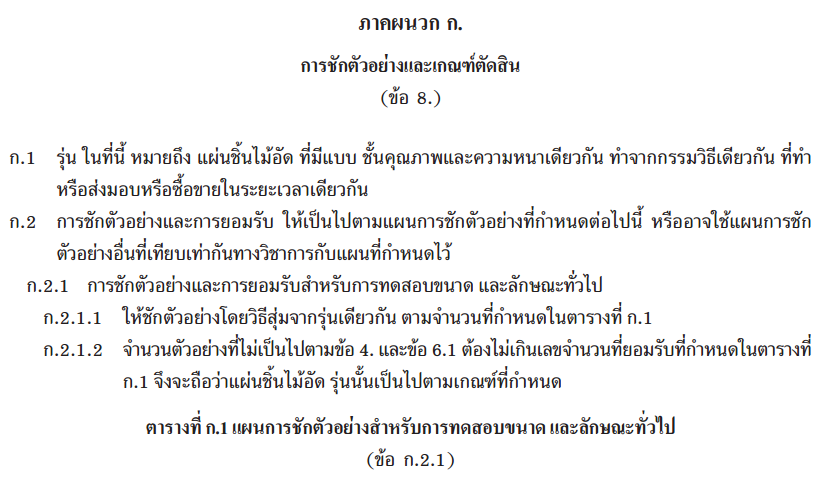 ภาคผนวก ก.
การชักตัวอย่างและเกณฑ์ตัดสิน
(ข้อ 8.)
ก.1 รุ่น ในที่นี้ หมายถึง แผ่นชิ้นไม้อัด ที่มีแบบ ชั้นคุณภาพและความหนาเดียวกัน ทำจากกรรมวิธีเดียวกัน ที่ทำ
หรือส่งมอบหรือซื้อขายในระยะเวลาเดียวกัน
ก.2 การชักตัวอย่างและการยอมรับ ให้เป็นไปตามแผนการชักตัวอย่างที่กำหนดต่อไปนี้ หรืออาจใช้แผนการชัก
ตัวอย่างอื่นที่เทียบเท่ากันทางวิชาการกับแผนที่กำหนดไว้
ก.2.1 การชักตัวอย่างและการยอมรับสำหรับการทดสอบขนาด และลักษณะทั่วไป
ก.2.1.1 ให้ชักตัวอย่างโดยวิธีสุ่มจากรุ่นเดียวกัน ตามจำนวนที่กำหนดในตารางที่ ก.1
ก.2.1.2 จำนวนตัวอย่างที่ไม่เป็นไปตามข้อ 4. และข้อ 6.1 ต้องไม่เกินเลขจำนวนที่ยอมรับที่กำหนดในตารางที่
ก.1 จึงจะถือว่าแผ่นชิ้นไม้อัด รุ่นนั้นเป็นไปตามเกณฑ์ที่กำหนด
ตารางที่ ก.1 แผนการชักตัวอย่างสำหรับการทดสอบขนาด และลักษณะทั่วไป
(ข้อ ก.2.1)